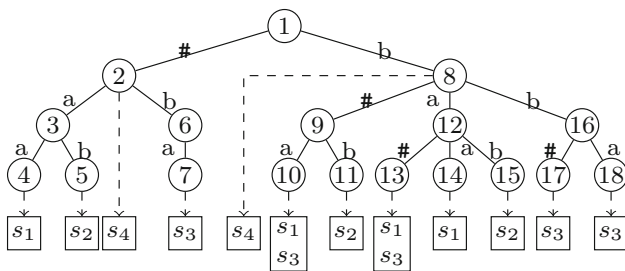 1
# b
2 8
a b # a b
3 6 9 12 16
a b a a b # a b # a
4 5 7 10 11 13 14 15 17 18
s1 s2 s4 s3 s4 s1 s2 s1 s1 s2 s3 s3
s3 s3